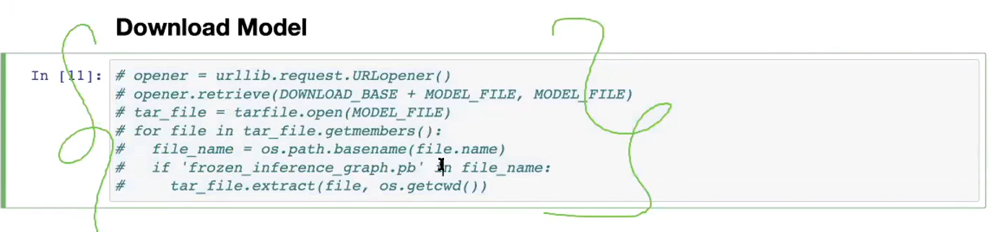 Download Model
In [11]: # opener = urllib.request.URLopener()
# opener.retrieve(DOWNLOAD_BASE + MODEL_FILE, MODEL_FILE)
# tar_file = tarfile.open(MODEL_FILE)
# for file in tar_file.getmembers():
#   file_name = os.path.basename(file.name)
#   if 'frozen_inference_graph.pb' in file_name:
#     tar_file.extract(file, os.getcwd())